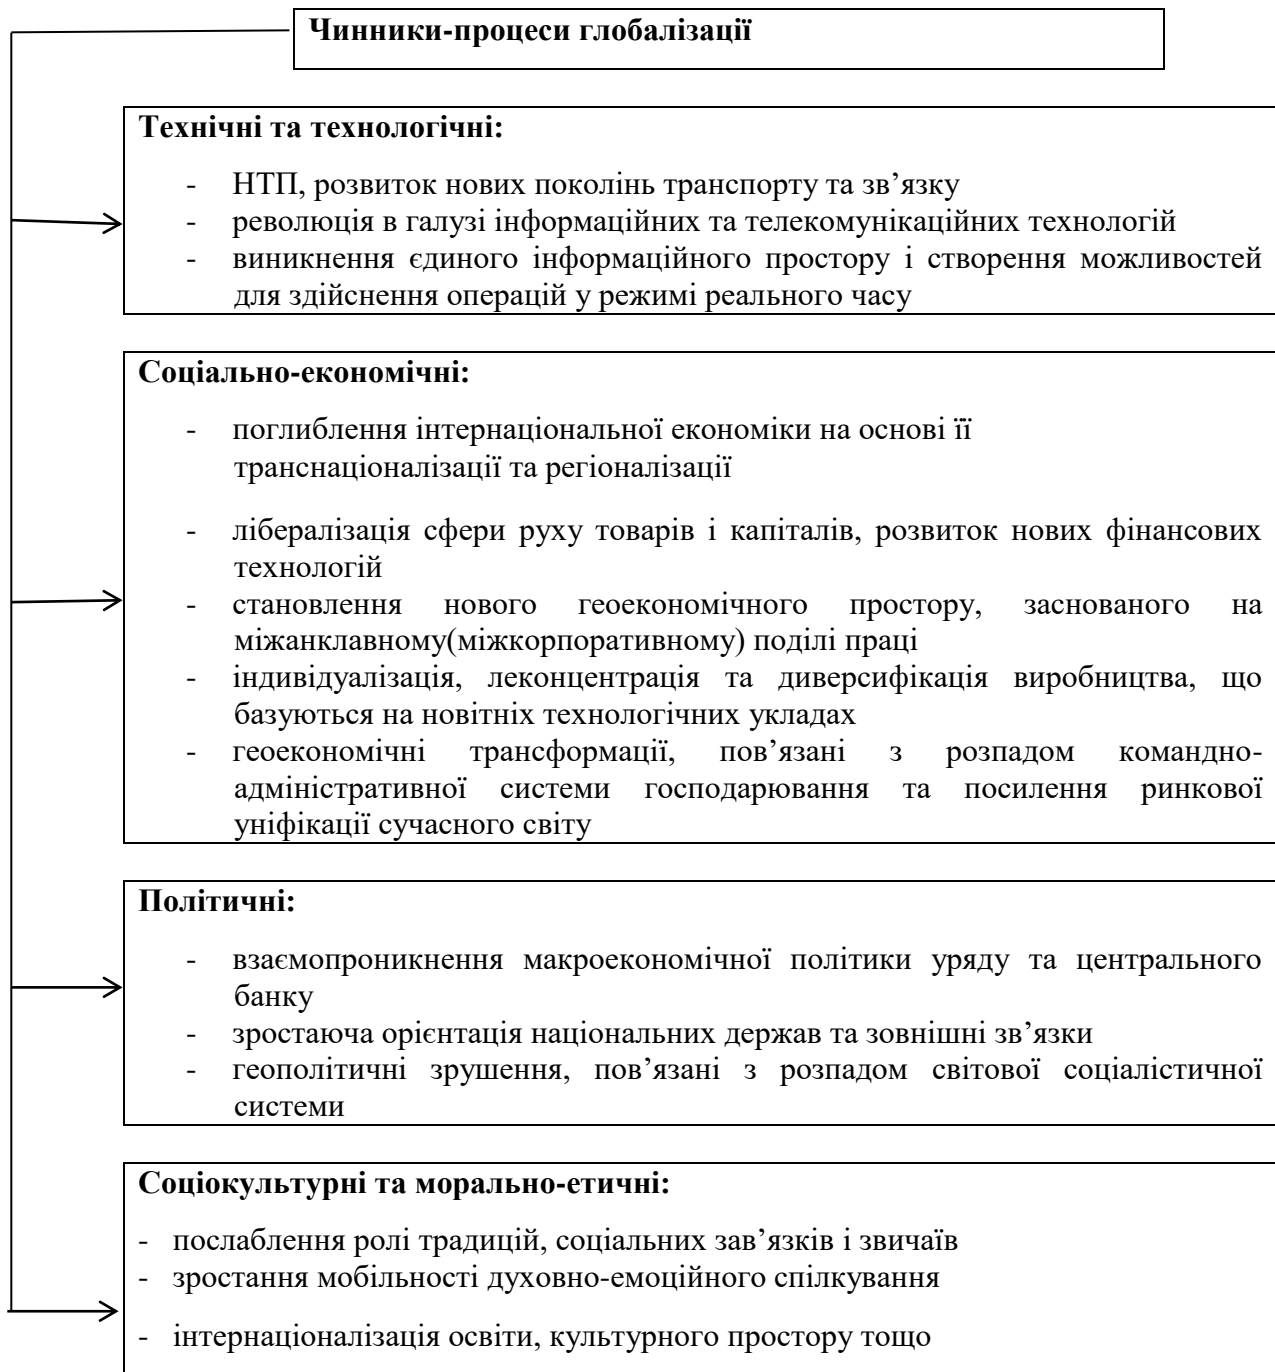 Чинники-процеси глобалізації
Технічні та технологічні:
- НТП, розвиток нових поколінь транспорту та зв’язку
- революція в галузі інформаційних та телекомунікаційних технологій
- виникнення єдиного інформаційного простору і створення можливостей
для здійснення операцій у режимі реального часу
Соціально-економічні:
- поглиблення інтернаціональної економіки на основі її
транснаціоналізації та регіоналізації
- лібералізація сфери руху товарів і капіталів, розвиток нових фінансових
технологій
- становлення нового геоекономічного простору, заснованого на
міжанклавному(міжкорпоративному) поділі праці
- індивідуалізація, леконцентрація та диверсифікація виробництва, що
базуються на новітніх технологічних укладах
- геоекономічні трансформації, пов’язані з розпадом командно-
адміністративної системи господарювання та посилення ринкової
уніфікації сучасного світу
Політичні:
- взаємопроникнення макроекономічної політики уряду та центрального
банку
- зростаюча орієнтація національних держав та зовнішні зв’язки
- геополітичні зрушення, пов’язані з розпадом світової соціалістичної
системи
Соціокультурні та морально-етичні:
- послаблення ролі традицій, соціальних зав’язків і звичаїв
- зростання мобільності духовно-емоційного спілкування
- інтернаціоналізація освіти, культурного простору тощо